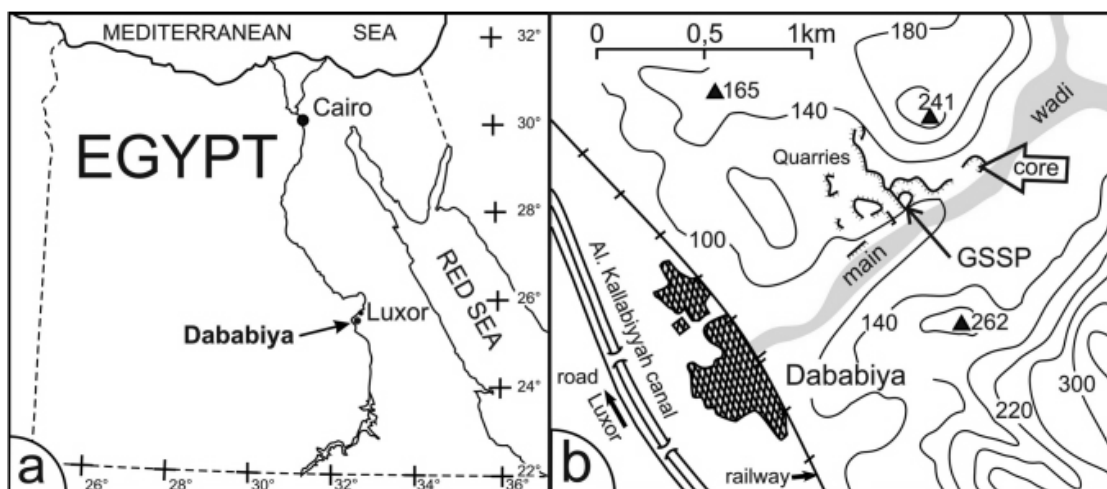 MEDITERRANEAN SEA
32°
Cairo
30°
EGYPT
28°
RED SEA
26°
Luxor
Dababiya
24°
22°
a
26° 28° 30° 32° 34° 36°
0 0,5 1km
180
165
140
241
wadi
Quarries
core
100
GSSP
main
Al. Kallabiyyah canal
140
262
Dababiya
road
Luxor
300
220
railway
b